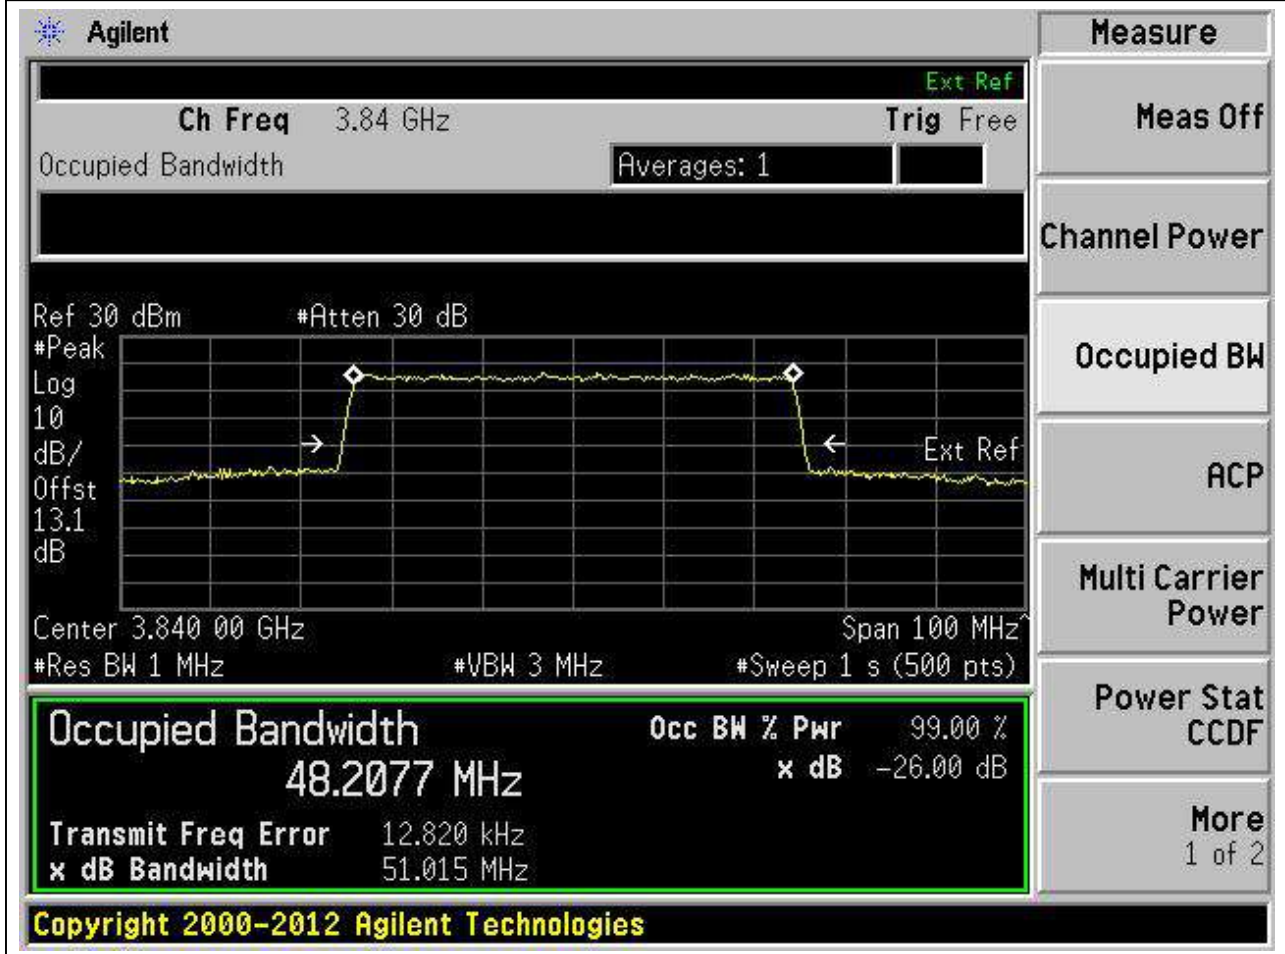 Agilent
Measure
Ext Ref
Ch Freq 3.84 GHz Trig Free
Meas Off
Occupied Bandwidth Averages: 1
Channel Power
Ref 30 dBm #Atten 30 dB
#Peak
Log
10
dB/
Offst
13.1
dB
Ext Ref
Occupied BW
ACP
Center 3.840 00 GHz Span 100 MHz^
#Res BW 1 MHz #VBW 3 MHz #Sweep 1 s (500 pts)
Multi Carrier
Power
Occupied Bandwidth Occ BW % Pwr 99.00 %
48.2077 MHz x dB -26.00 dB
Transmit Freq Error 12.820 kHz
x dB Bandwidth 51.015 MHz
Power Stat
CCDF
More
1 of 2
Copyright 2000-2012 Agilent Technologies